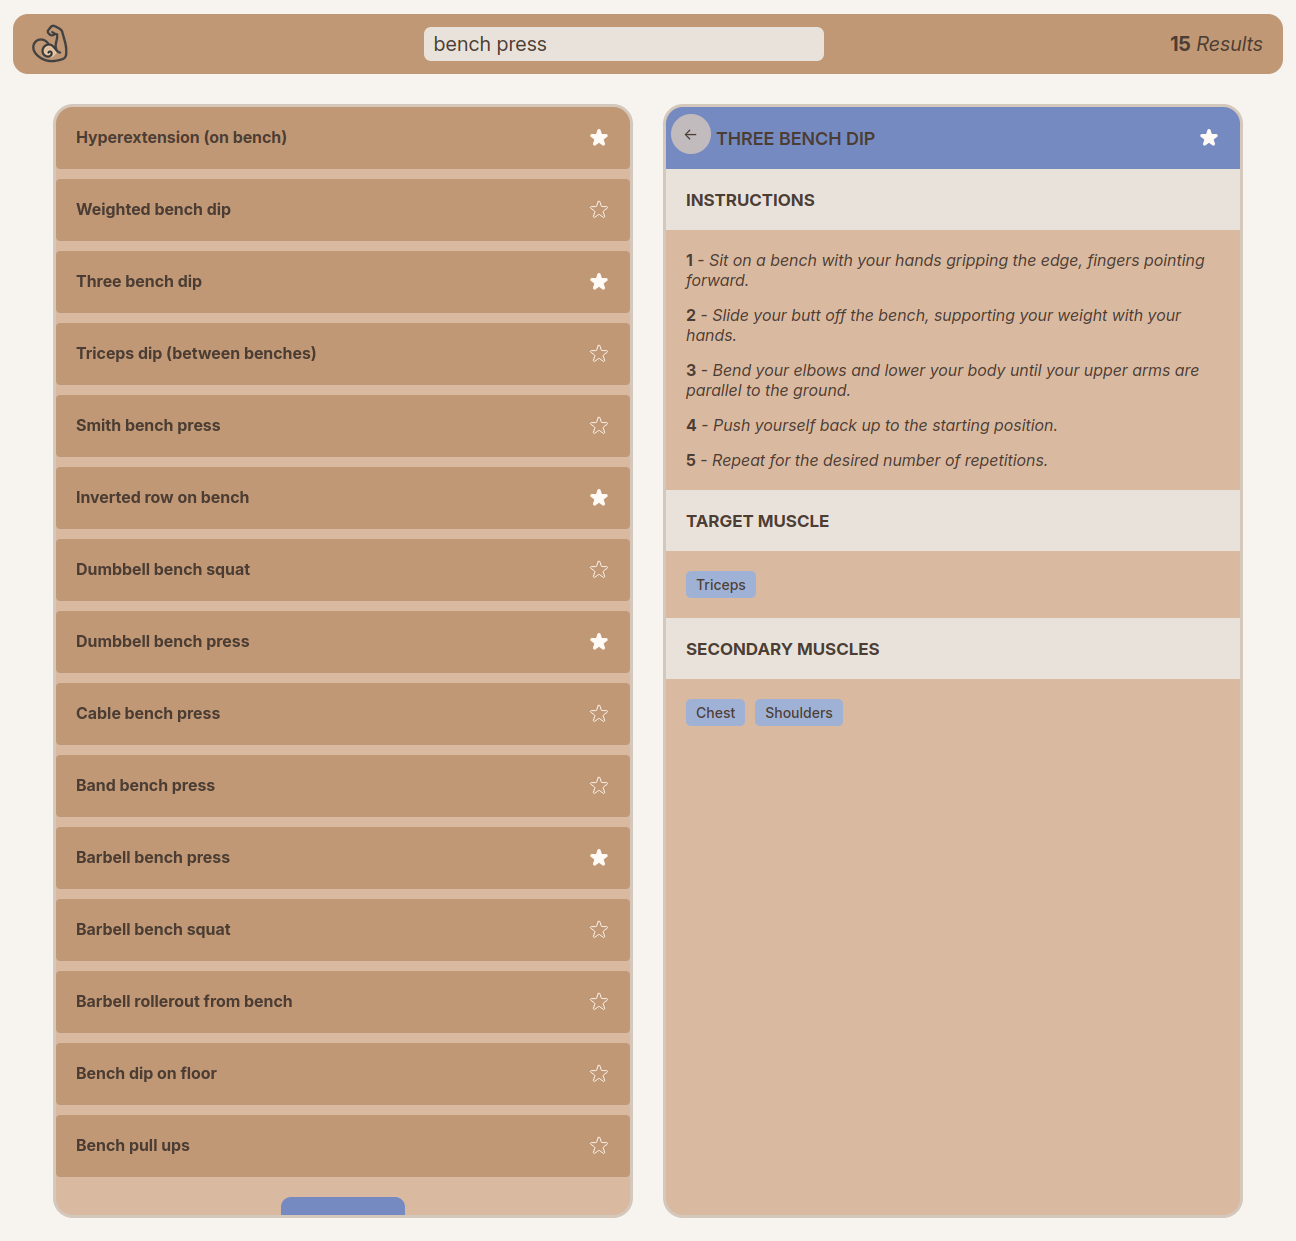 bench press
15 Results
Hyperextension (on bench)
Weighted bench dip
Three bench dip
Triceps dip (between benches)
Smith bench press
Inverted row on bench
Dumbbell bench squat
Dumbbell bench press
Cable bench press
Band bench press
Barbell bench press
Barbell bench squat
Barbell rollerout from bench
Bench dip on floor
Bench pull ups
← THREE BENCH DIP
INSTRUCTIONS
1 - Sit on a bench with your hands gripping the edge, fingers pointing
forward.
2 - Slide your butt off the bench, supporting your weight with your
hands.
3 - Bend your elbows and lower your body until your upper arms are
parallel to the ground.
4 - Push yourself back up to the starting position.
5 - Repeat for the desired number of repetitions.
TARGET MUSCLE
Triceps
SECONDARY MUSCLES
Chest Shoulders